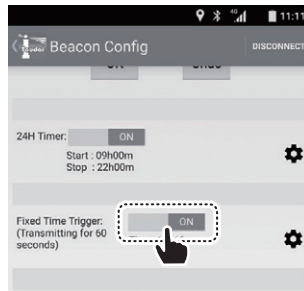 4G 11:11
Beacon Config DISCONNECT
24H Timer: ON
Start : 09h00m
Stop : 22h00m
Fixed Time Trigger: ON
(Transmitting for 60
seconds)